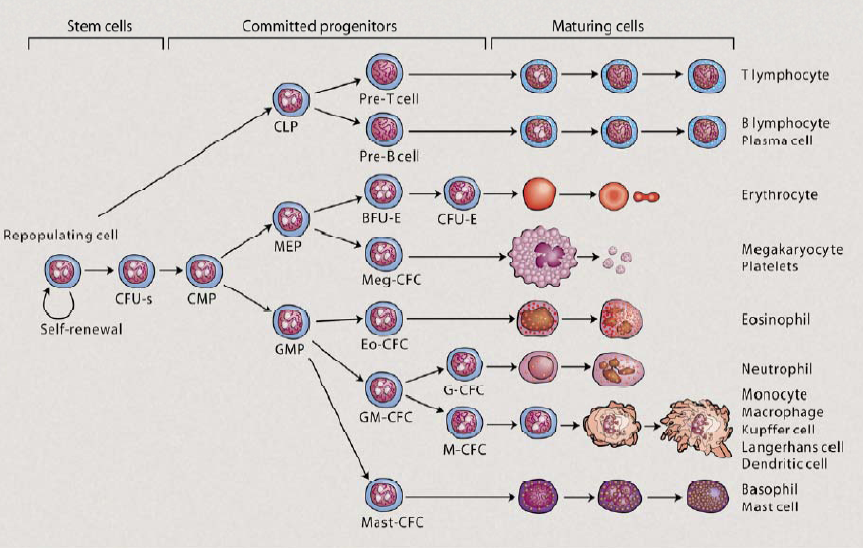 Stem cells
Committed progenitors
Maturing cells
CLP
Pre-T cell
T lymphocyte
Pre-B cell
B lymphocyte
Plasma cell
Repopulating cell
Self-renewal
CFU-s
CMP
MEP
BFU-E
CFU-E
Erythrocyte
Meg-CFC
Megakaryocyte
Platelets
GMP
Eo-CFC
Eosinophil
GM-CFC
G-CFC
Neutrophil
M-CFC
Monocyte
Macrophage
Kupffer cell
Langerhans cell
Dendritic cell
Mast-CFC
Basophil
Mast cell